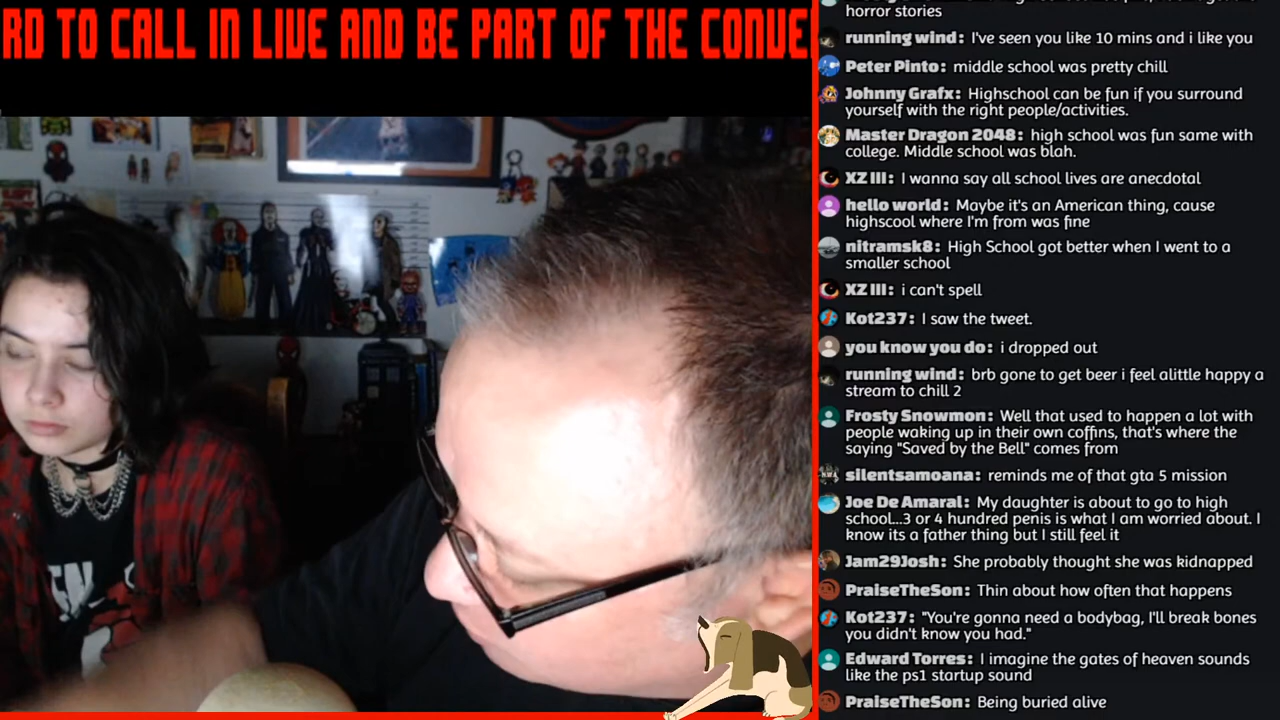 RD TO CALL IN LIVE AND BE PART OF THE CONVE
horror stories
running wind: I've seen you like 10 mins and i like you
Peter Pinto: middle school was pretty chill
Johnny Grafx: Highschool can be fun if you surround
yourself with the right people/activities.
Master Dragon 2048: high school was fun same with
college. Middle school was blah.
XZ III: I wanna say all school lives are anecdotal
hello world: Maybe it's an American thing, cause
highscool where I'm from was fine
nitramsk8: High School got better when I went to a
smaller school
XZ III: i can't spell
Kot237: I saw the tweet.
you know you do: i dropped out
running wind: brb gone to get beer i feel alittle happy a
stream to chill 2
Frosty Snowmon: Well that used to happen a lot with
people waking up in their own coffins, that's where the
saying "Saved by the Bell" comes from
silentsamoana: reminds me of that gta 5 mission
Joe De Amaral: My daughter is about to go to high
school...3 or 4 hundred penis is what I am worried about. I
know its a father thing but I still feel it
Jam29Josh: She probably thought she was kidnapped
PraiseTheSon: Thin about how often that happens
Kot237: "You're gonna need a bodybag, I'll break bones
you didn't know you had."
Edward Torres: I imagine the gates of heaven sounds
like the ps1 startup sound
PraiseTheSon: Being buried alive